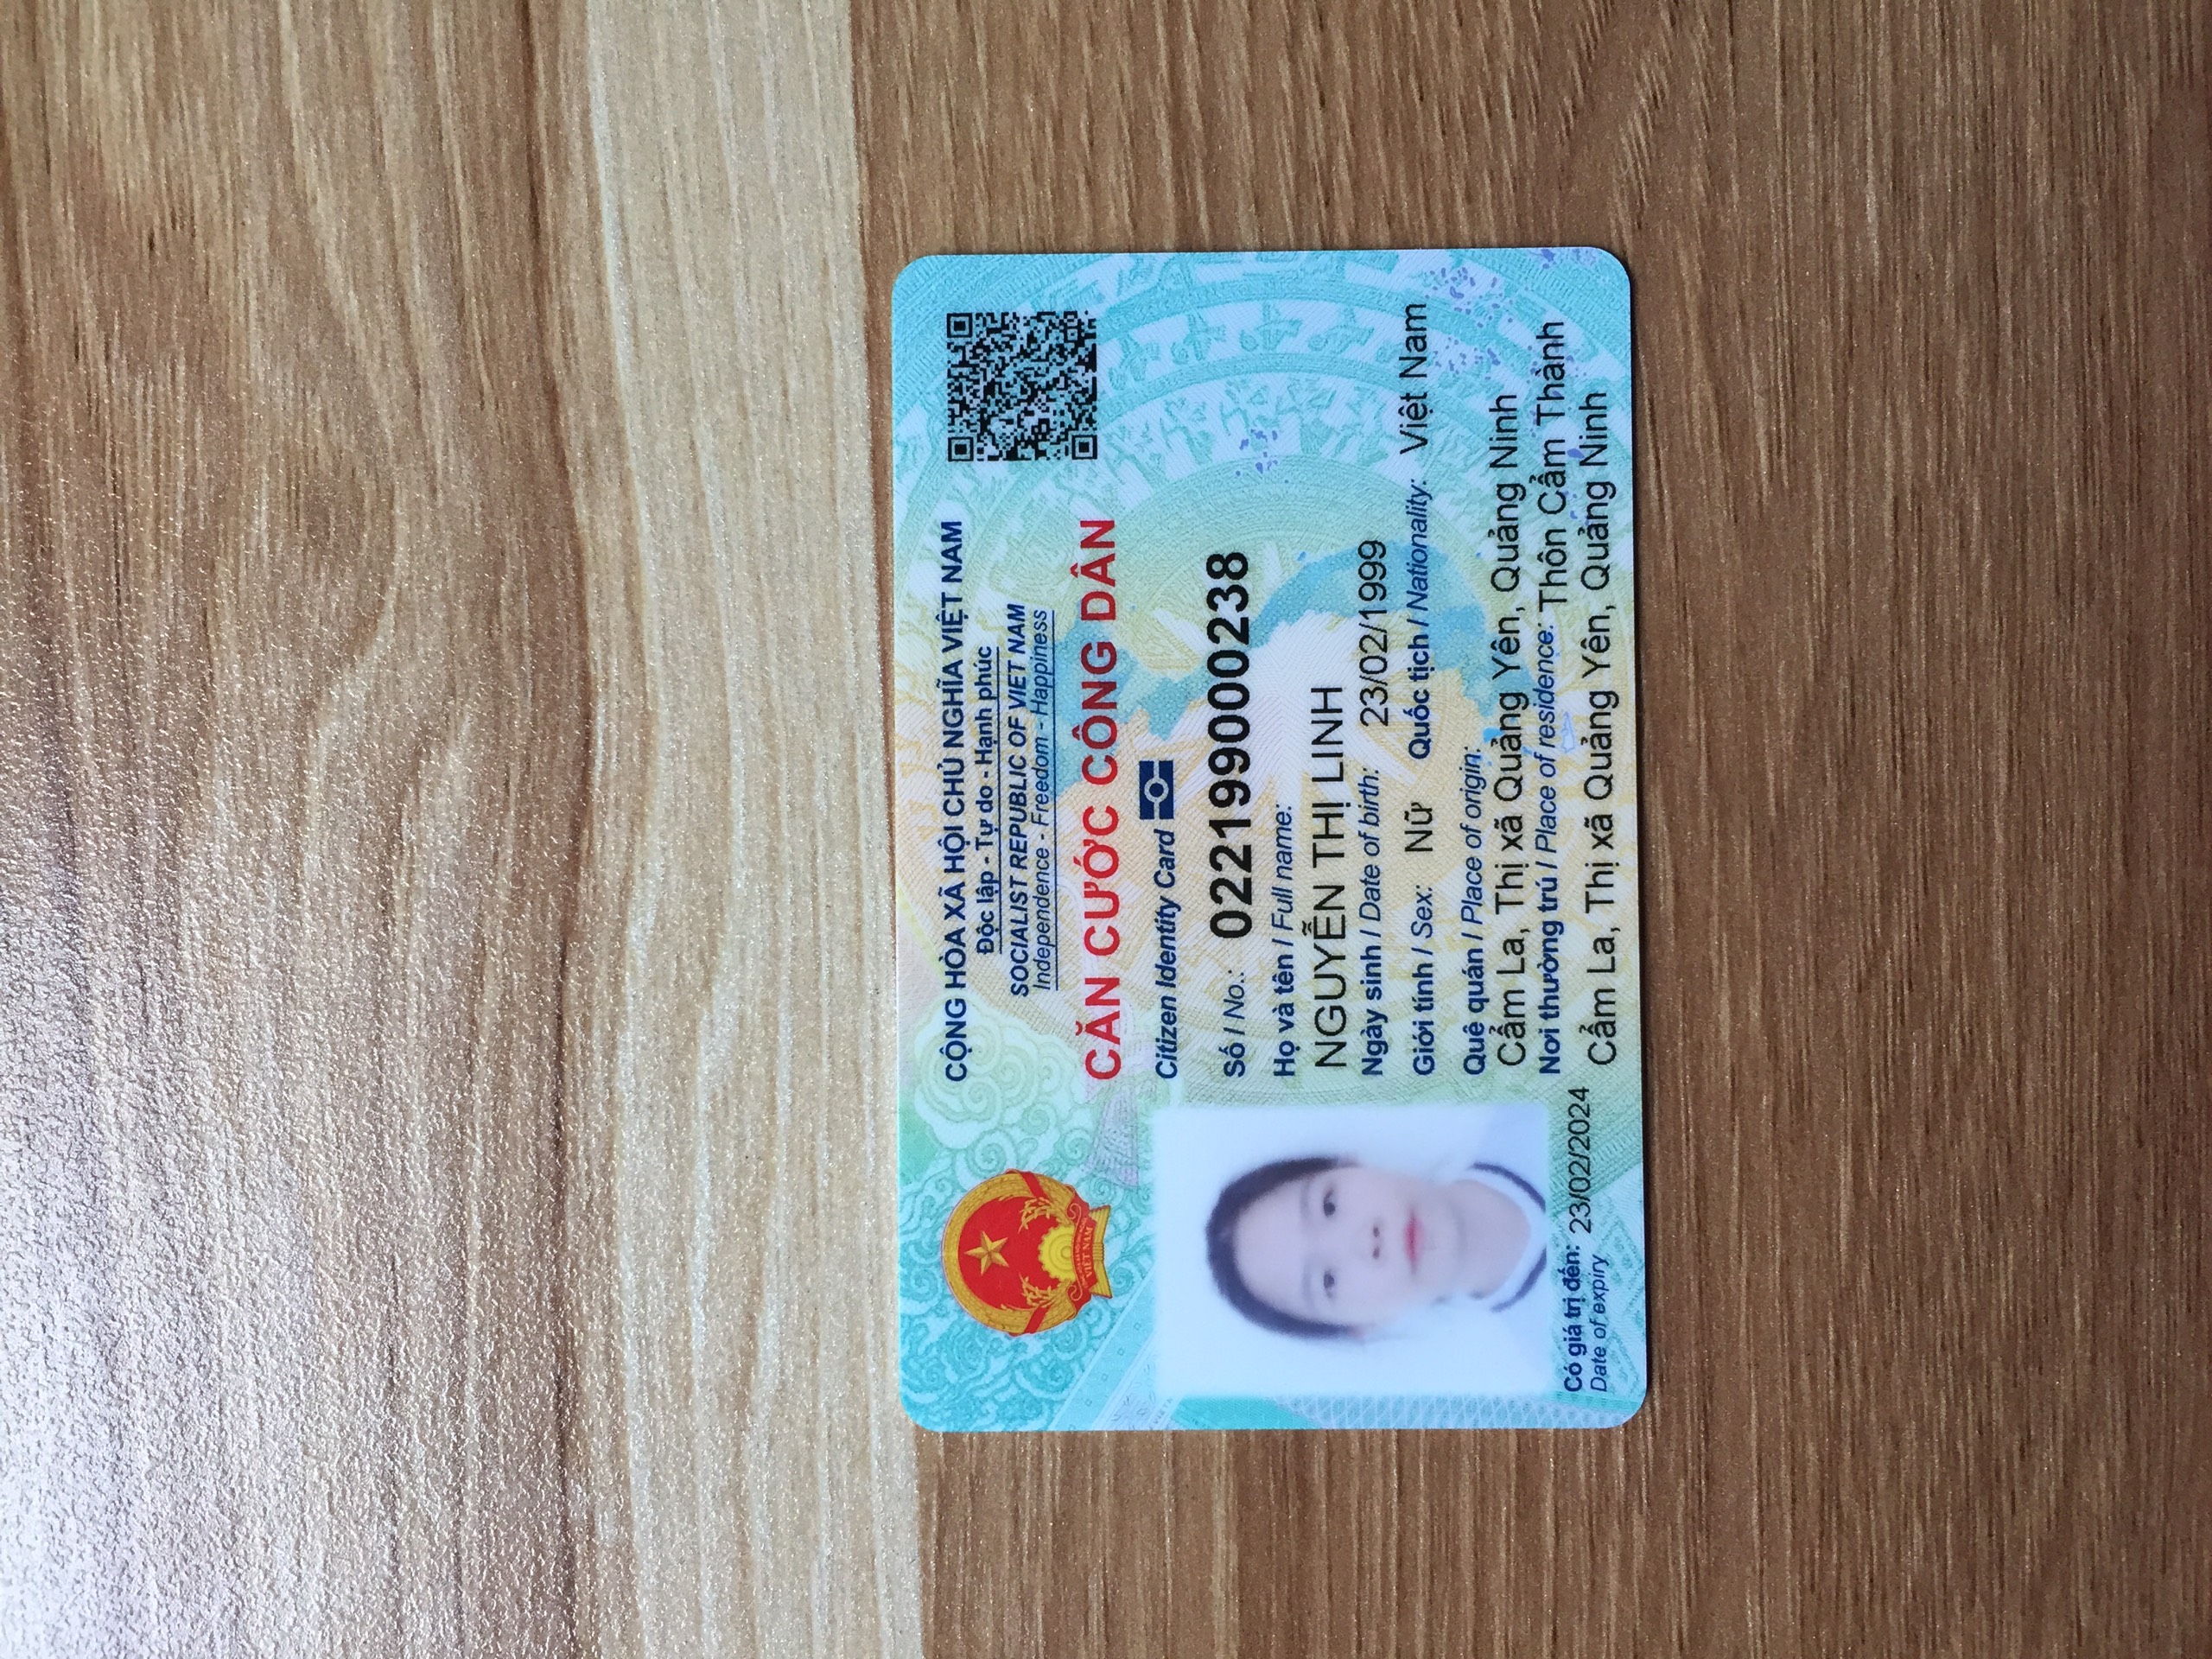 CỘNG HÒA XÃ HỘI CHỦ NGHĨA VIỆT NAM
Độc lập - Tự do - Hạnh phúc
SOCIALIST REPUBLIC OF VIET NAM
Independence - Freedom - Happiness
VIỆT NAM
CĂN CƯỚC CÔNG DÂN
Citizen Identity Card
Số / No.: 022199000238
Họ và tên / Full name:
NGUYỄN THỊ LINH
Ngày sinh / Date of birth: 23/02/1999
Giới tính / Sex: Nữ Quốc tịch / Nationality: Việt Nam
Quê quán / Place of origin:
Cẩm La, Thị xã Quảng Yên, Quảng Ninh
Nơi thường trú / Place of residence: Thôn Cẩm Thành
Cẩm La, Thị xã Quảng Yên, Quảng Ninh
Có giá trị đến: 23/02/2024
Date of expiry